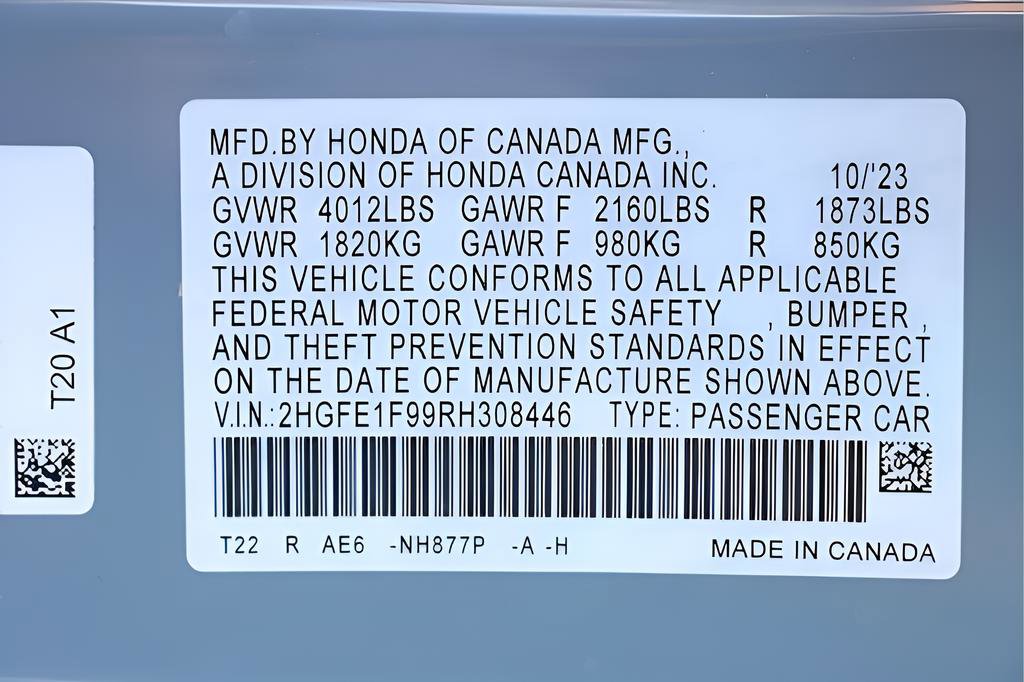 MFD.BY HONDA OF CANADA MFG.,
A DIVISION OF HONDA CANADA INC. 10/'23
GVWR 4012LBS GAWR F 2160LBS R 1873LBS
GVWR 1820KG GAWR F 980KG R 850KG
THIS VEHICLE CONFORMS TO ALL APPLICABLE
FEDERAL MOTOR VEHICLE SAFETY , BUMPER ,
AND THEFT PREVENTION STANDARDS IN EFFECT
ON THE DATE OF MANUFACTURE SHOWN ABOVE.
V.I.N.:2HGFE1F99RH308446 TYPE: PASSENGER CAR
T22 R AE6 -NH877P -A -H MADE IN CANADA
T20 A1